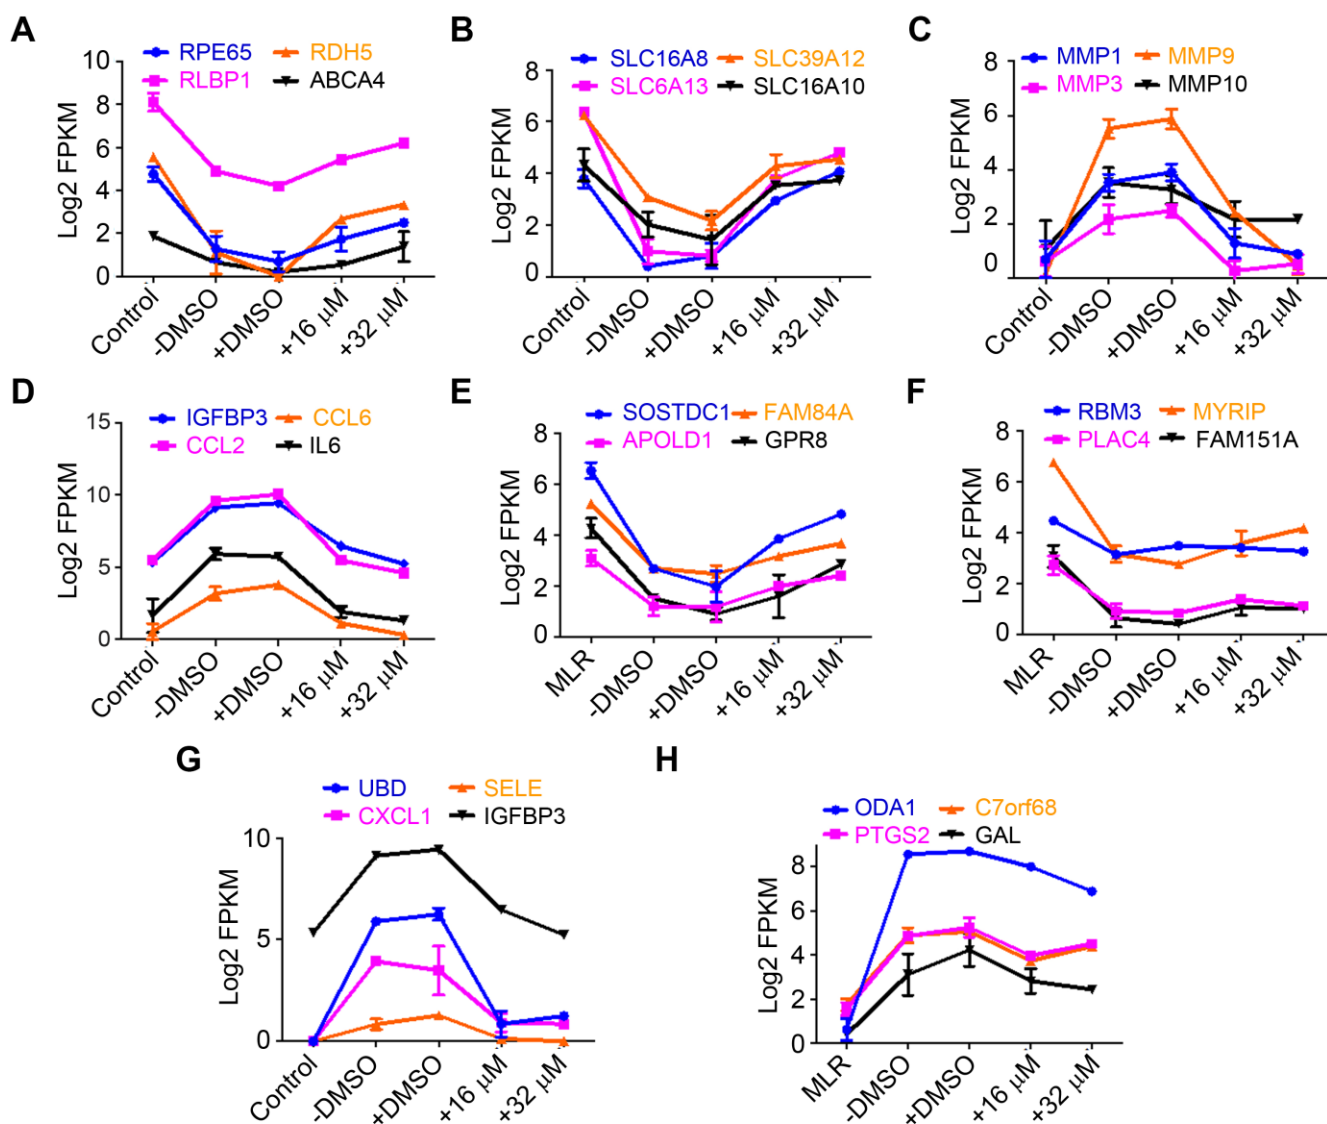 A
RPE65 RDH5
RLBP1 ABCA4
Log2 FPKM
10
8
6
4
2
0
Control -DMSO +DMSO +16 μM +32 μM
B
SLC16A8 SLC39A12
SLC6A13 SLC16A10
Log2 FPKM
8
6
4
2
0
Control -DMSO +DMSO +16 μM +32 μM
C
MMP1 MMP9
MMP3 MMP10
Log2 FPKM
8
6
4
2
0
Control -DMSO +DMSO +16 μM +32 μM
D
IGFBP3 CCL6
CCL2 IL6
Log2 FPKM
15
10
5
0
Control -DMSO +DMSO +16 μM +32 μM
E
SOSTDC1 FAM84A
APOLD1 GPR8
Log2 FPKM
8
6
4
2
0
MLR -DMSO +DMSO +16 μM +32 μM
F
RBM3 MYRIP
PLAC4 FAM151A
Log2 FPKM
8
6
4
2
0
MLR -DMSO +DMSO +16 μM +32 μM
G
UBD SELE
CXCL1 IGFBP3
Log2 FPKM
10
5
0
Control -DMSO +DMSO +16 μM +32 μM
H
ODA1 C7orf68
PTGS2 GAL
Log2 FPKM
8
6
4
2
0
MLR -DMSO +DMSO +16 μM +32 μM